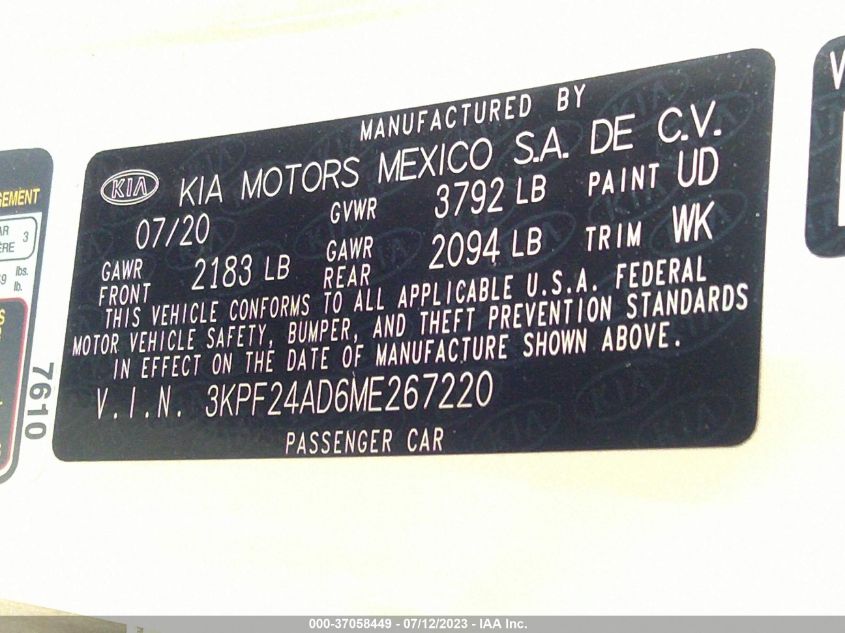 MANUFACTURED BY
KIA KIA MOTORS MEXICO S.A. DE C.V.
07/20 GVWR 3792 LB PAINT UD
GAWR FRONT 2183 LB GAWR REAR 2094 LB TRIM WK
THIS VEHICLE CONFORMS TO ALL APPLICABLE U.S.A. FEDERAL
MOTOR VEHICLE SAFETY, BUMPER, AND THEFT PREVENTION STANDARDS
IN EFFECT ON THE DATE OF MANUFACTURE SHOWN ABOVE.
V.I.N. 3KPF24AD6ME267220
PASSENGER CAR
7610
3
lbs.
lb.
000-37058449 - 07/12/2023 - IAA Inc.